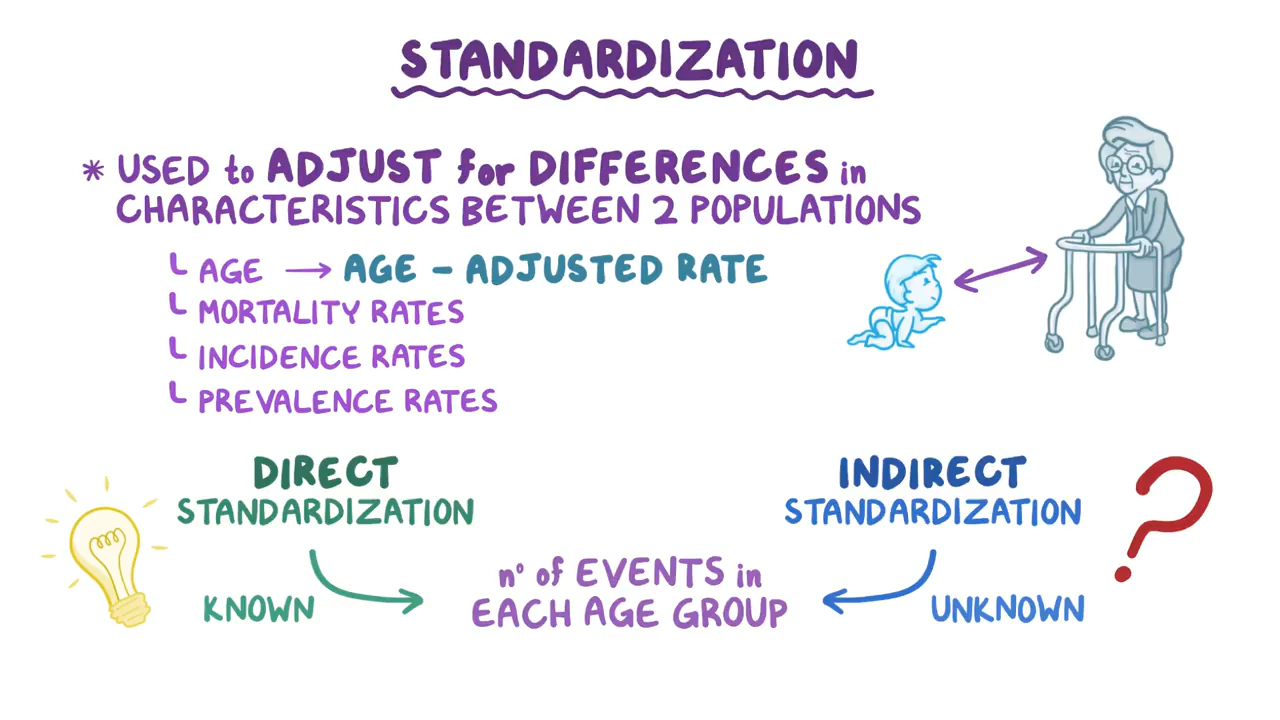 STANDARDIZATION
* USED to ADJUST for DIFFERENCES in
CHARACTERISTICS BETWEEN 2 POPULATIONS
AGE → AGE - ADJUSTED RATE
MORTALITY RATES
INCIDENCE RATES
PREVALENCE RATES
DIRECT
STANDARDIZATION
INDIRECT
STANDARDIZATION
?
n° of EVENTS in
EACH AGE GROUP
KNOWN
UNKNOWN